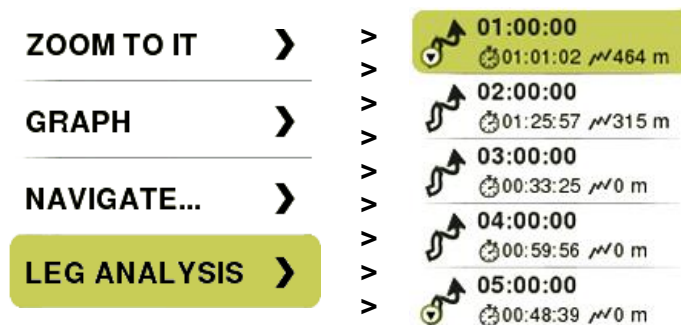 ZOOM TO IT >
GRAPH >
NAVIGATE... >
LEG ANALYSIS >
>
>
>
>
>
>
>
>
>
01:00:00
01:01:02 464 m
02:00:00
01:25:57 315 m
03:00:00
00:33:25 0 m
04:00:00
00:59:56 0 m
05:00:00
00:48:39 0 m